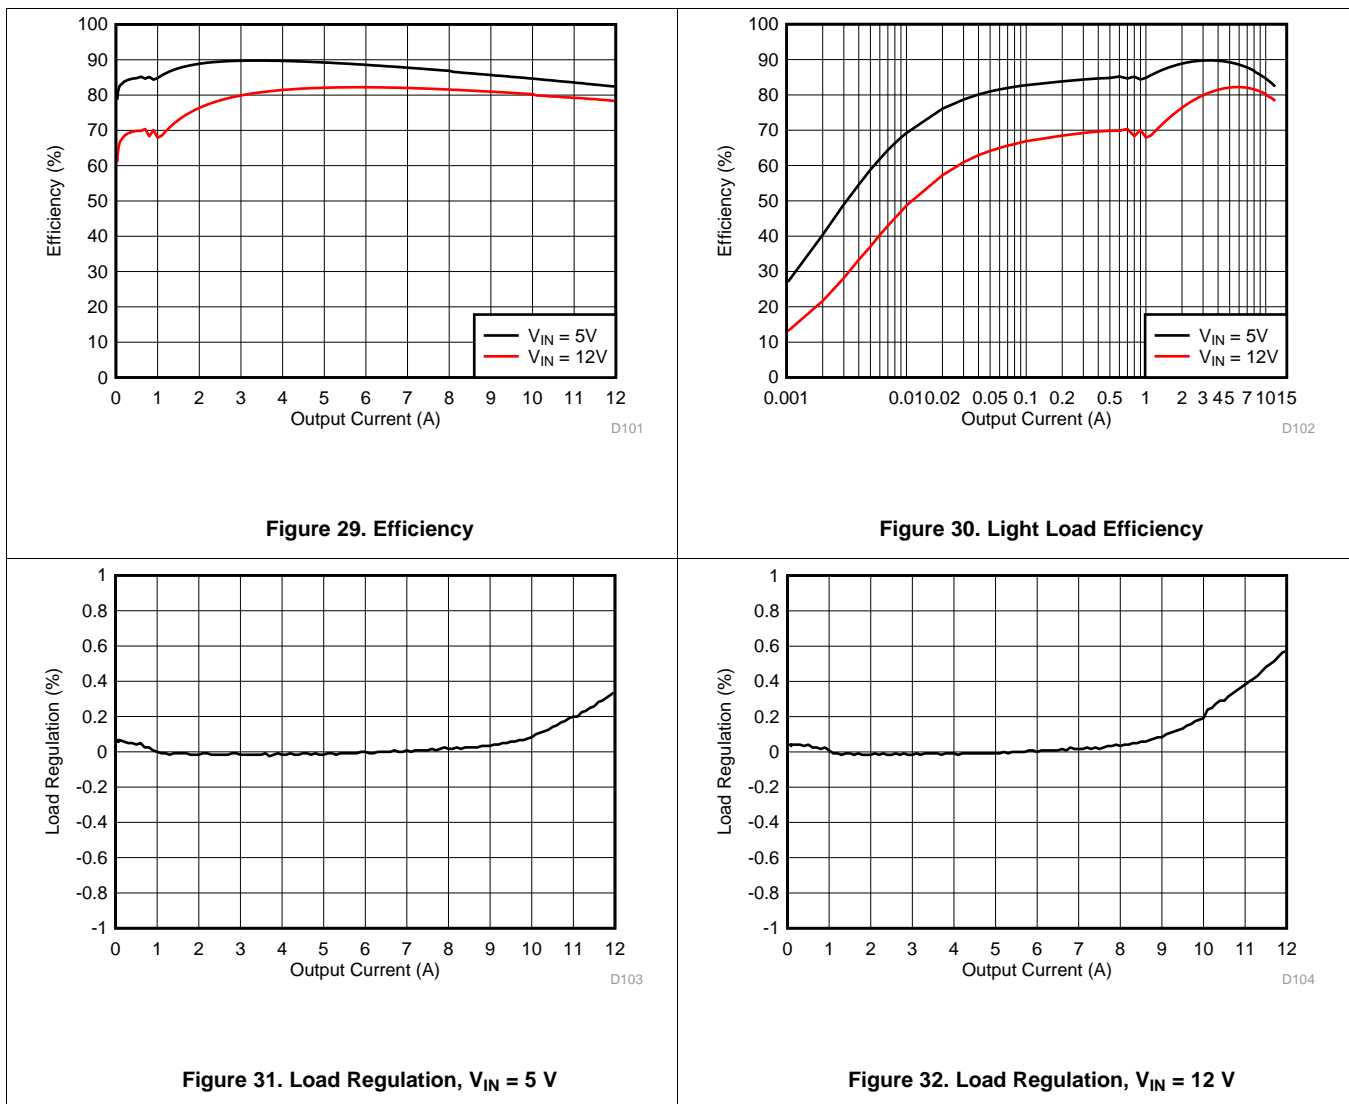 100
90
80
70
60
50
40
30
20
10
0
Efficiency (%)
V_IN = 5V
V_IN = 12V
0 1 2 3 4 5 6 7 8 9 10 11 12
Output Current (A)
D101
Figure 29. Efficiency
100
90
80
70
60
50
40
30
20
10
0
Efficiency (%)
V_IN = 5V
V_IN = 12V
0.001 0.010.02 0.05 0.1 0.2 0.5 1 2 3 45 7 1015
Output Current (A)
D102
Figure 30. Light Load Efficiency
1
0.8
0.6
0.4
0.2
0
-0.2
-0.4
-0.6
-0.8
-1
Load Regulation (%)
0 1 2 3 4 5 6 7 8 9 10 11 12
Output Current (A)
D103
Figure 31. Load Regulation, V_IN = 5 V
1
0.8
0.6
0.4
0.2
0
-0.2
-0.4
-0.6
-0.8
-1
Load Regulation (%)
0 1 2 3 4 5 6 7 8 9 10 11 12
Output Current (A)
D104
Figure 32. Load Regulation, V_IN = 12 V